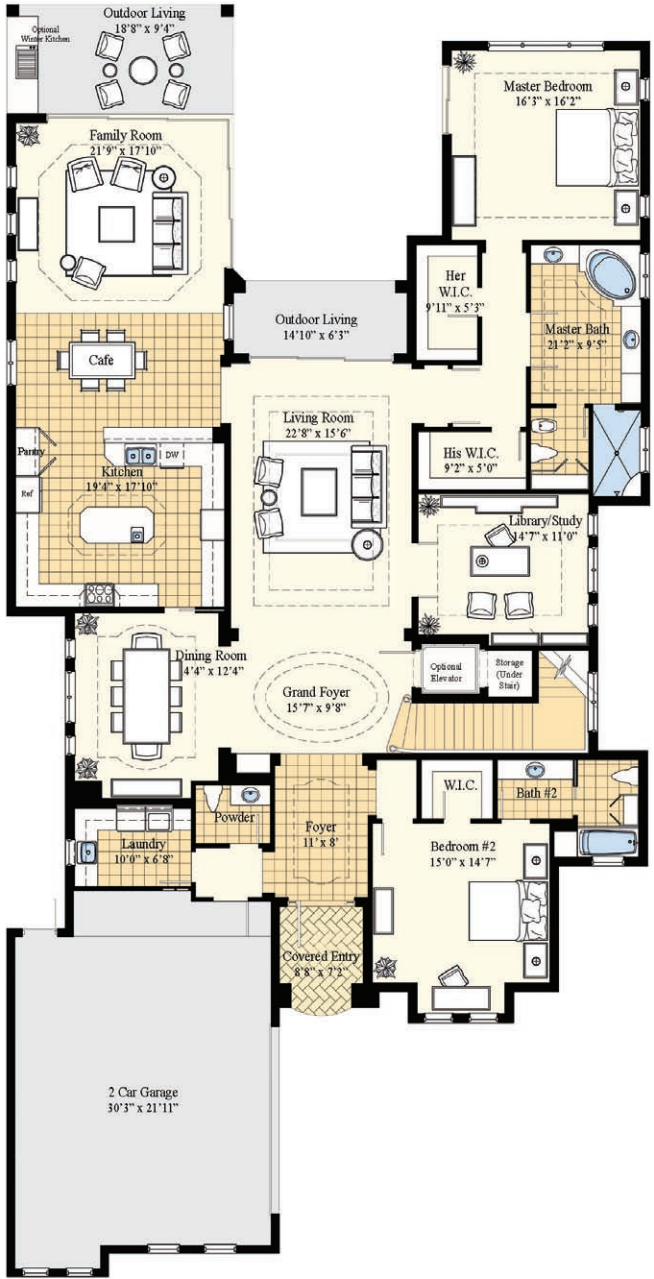 Outdoor Living
18'8" x 9'4"
Optional
Winter Kitchen
Master Bedroom
16'3" x 16'2"
Family Room
21'9" x 17'10"
Her
W.I.C.
9'11" x 5'3"
Outdoor Living
14'10" x 6'3"
Master Bath
21'2" x 9'5"
Cafe
Living Room
22'8" x 15'6"
Pantry
DW
His W.I.C.
9'2" x 5'0"
Kitchen
19'4" x 17'10"
Ref
Library/Study
14'7" x 11'0"
Dining Room
4'4" x 12'4"
Optional
Elevator
Storage
(Under
Stair)
Grand Foyer
15'7" x 9'8"
W.I.C.
Bath #2
Powder
Foyer
11' x 8'
Laundry
10'0" x 6'8"
Bedroom #2
15'0" x 14'7"
Covered Entry
8'8" x 7'2"
2 Car Garage
30'3" x 21'11"